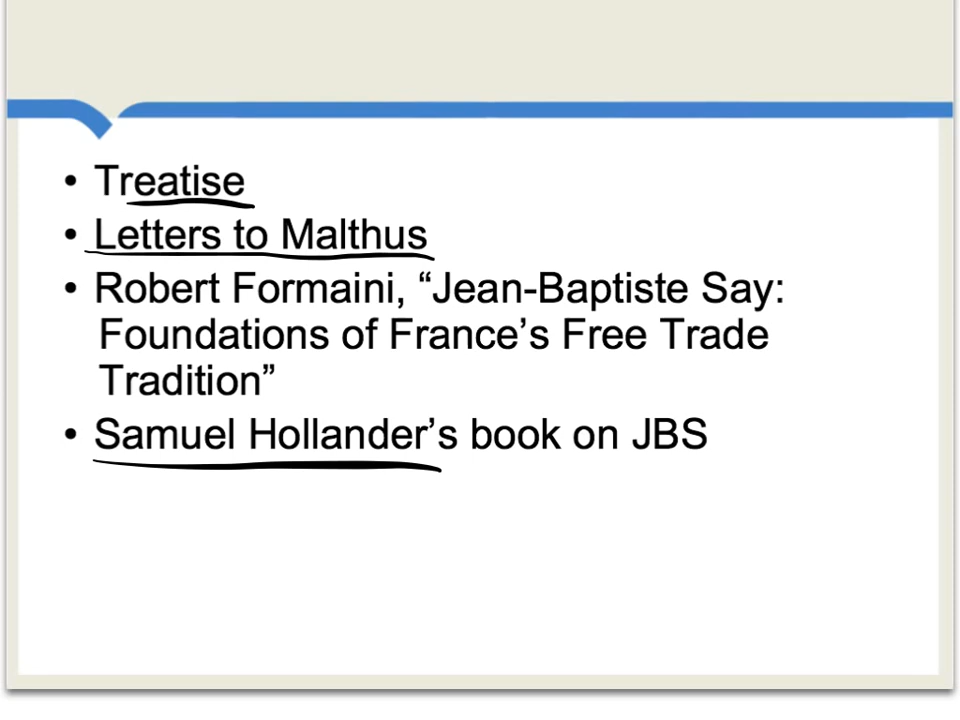 • Treatise
• Letters to Malthus
• Robert Formaini, “Jean-Baptiste Say:
Foundations of France’s Free Trade
Tradition”
• Samuel Hollander’s book on JBS